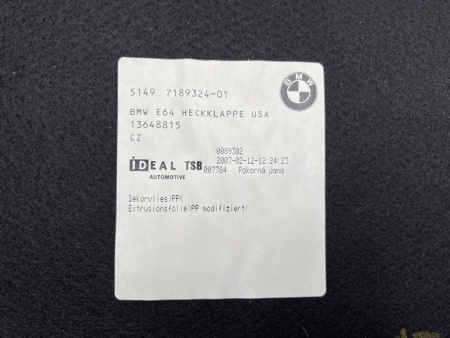 BMW
5149 7189324-01
BMW E64 HECKKLAPPE USA
13648815
CZ
0089302
2007-02-12-12:24:23
IDEAL TSB 007784 Pokorná Jana
AUTOMOTIVE
Dekorvlies)PP(
Extrusionsfolie)PP modifiziert(